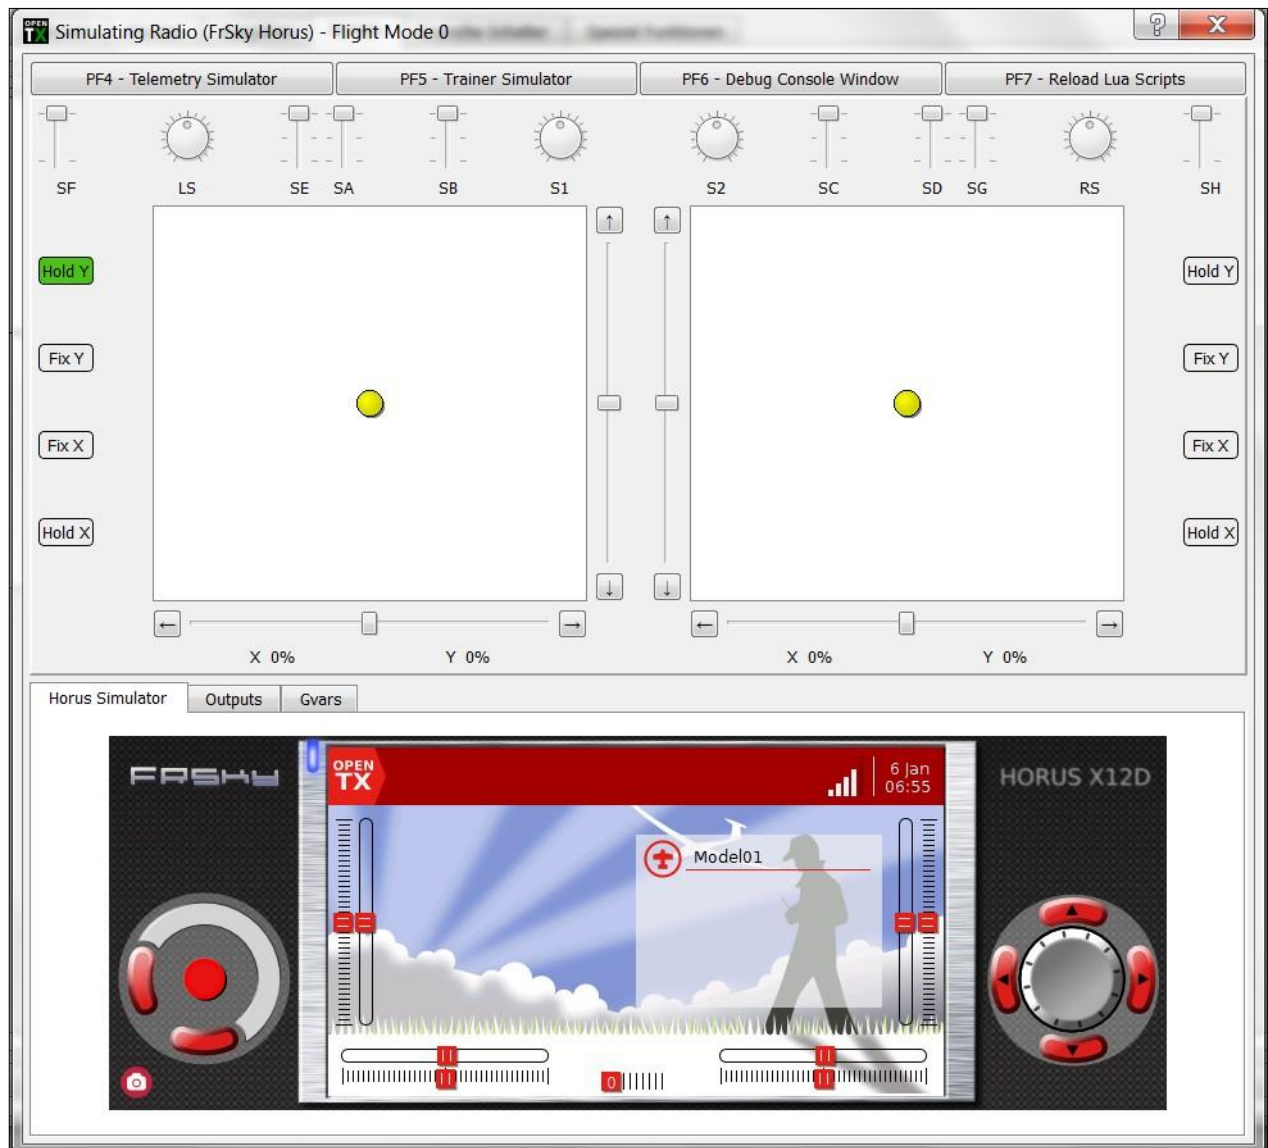 OPEN TX Simulating Radio (FrSky Horus) - Flight Mode 0
PF4 - Telemetry Simulator PF5 - Trainer Simulator PF6 - Debug Console Window PF7 - Reload Lua Scripts
SF LS SE SA SB S1 S2 SC SD SG RS SH
Hold Y ↑ ↑ Hold Y
Fix Y Fix Y
Fix X Fix X
Hold X Hold X
↓ ↓
← → ← →
X 0% Y 0% X 0% Y 0%
Horus Simulator Outputs Gvars
FRSKY OPEN TX 6 Jan 06:55 HORUS X12D
Model01
0